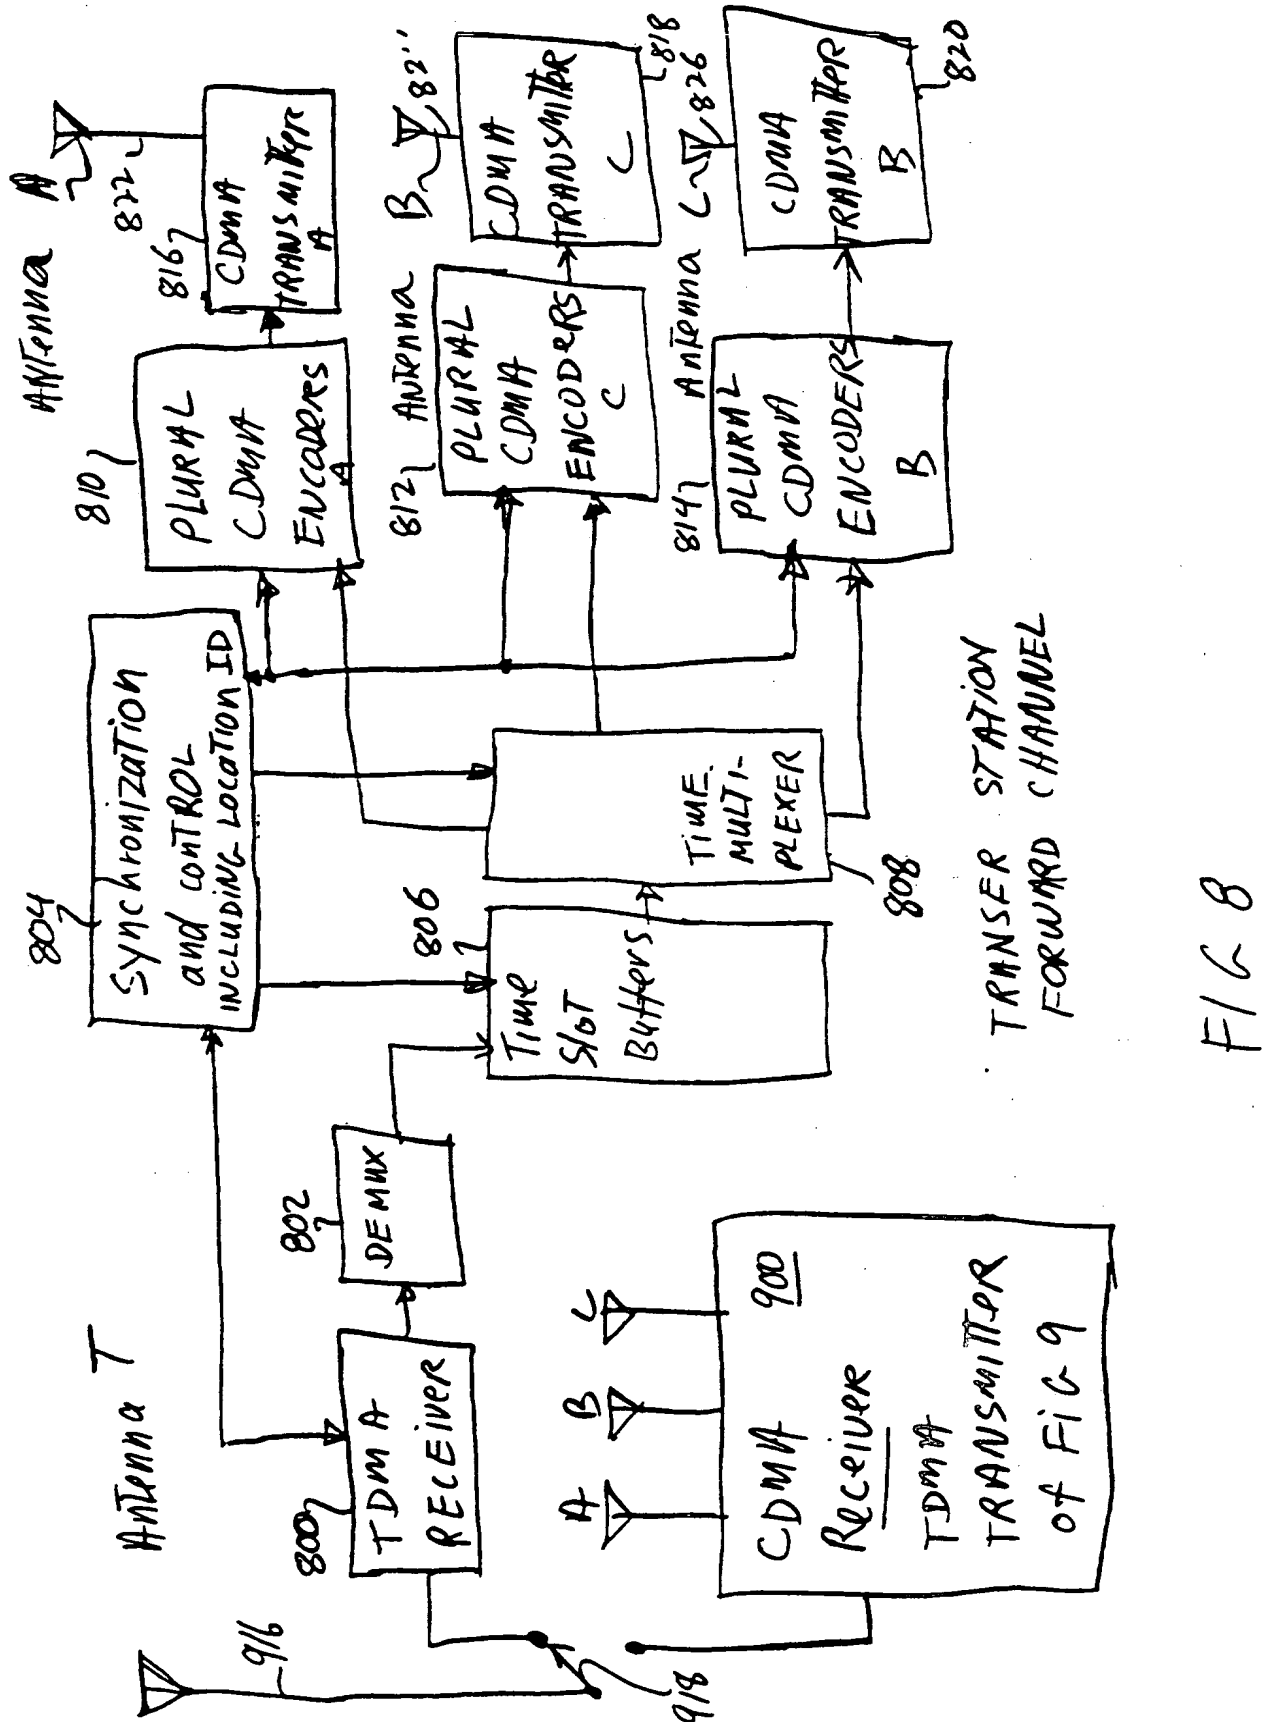 Antenna T
916
918
800
TDMA
RECEIVER
802
DEMUX
804
Synchronization
and CONTROL
INCLUDING LOCATION ID
806
Time
Slot
Buffers
808
TIME
MULTI-
PLEXER
810
PLURAL
CDMA
ENCODERS
A
812
PLURAL
CDMA
ENCODERS
C
814
PLURAL
CDMA
ENCODERS
B
ANTENNA A
822
816
CDMA
TRANSMITTER
A
ANTENNA B
82''
CDMA
TRANSMITTER
C
818
Antenna C
826
CDMA
TRANSMITTER
B
820
A B C
CDMA 900
Receiver
TDMA
TRANSMITTER
of FIG 9
TRANSER STATION
FORWARD CHANNEL
FIG 8